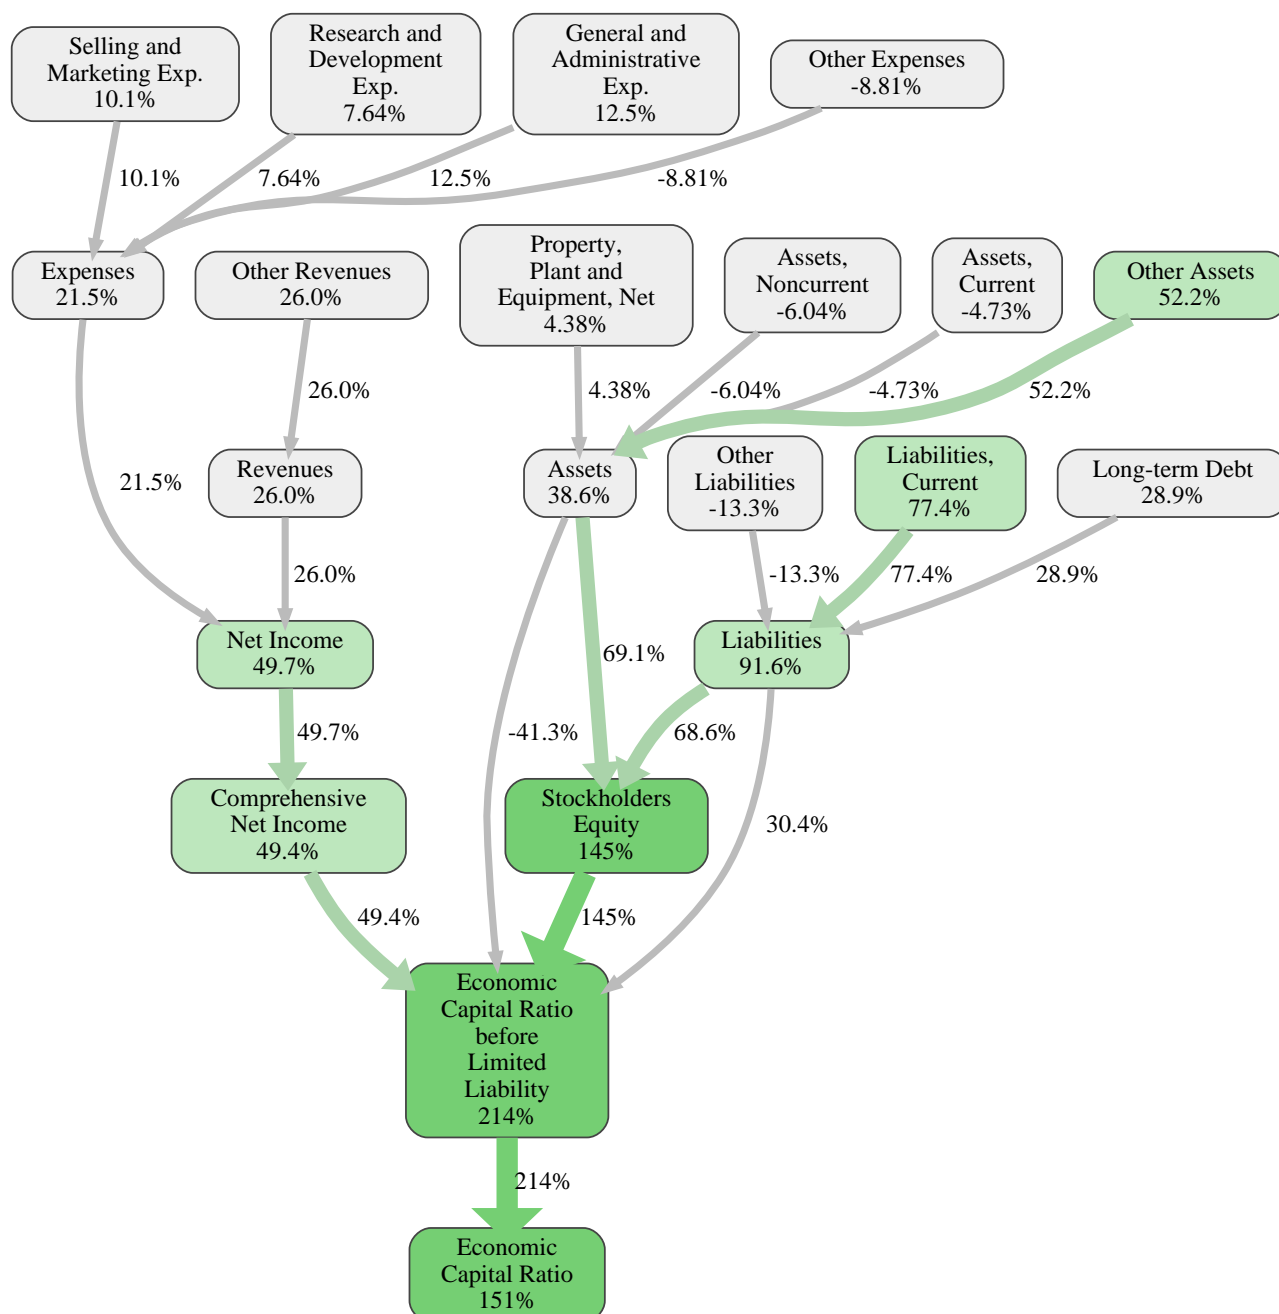 Selling and
Marketing Exp.
10.1%
Research and
Development
Exp.
7.64%
General and
Administrative
Exp.
12.5%
Other Expenses
-8.81%
10.1%
7.64%
12.5%
-8.81%
Expenses
21.5%
Other Revenues
26.0%
Property,
Plant and
Equipment, Net
4.38%
Assets,
Noncurrent
-6.04%
Assets,
Current
-4.73%
Other Assets
52.2%
26.0%
4.38%
-6.04%
-4.73%
52.2%
21.5%
Revenues
26.0%
Assets
38.6%
Other
Liabilities
-13.3%
Liabilities,
Current
77.4%
Long-term Debt
28.9%
26.0%
-13.3%
77.4%
28.9%
Net Income
49.7%
69.1%
Liabilities
91.6%
49.7%
-41.3%
68.6%
Comprehensive
Net Income
49.4%
Stockholders
Equity
145%
30.4%
49.4%
145%
Economic
Capital Ratio
before
Limited
Liability
214%
214%
Economic
Capital Ratio
151%